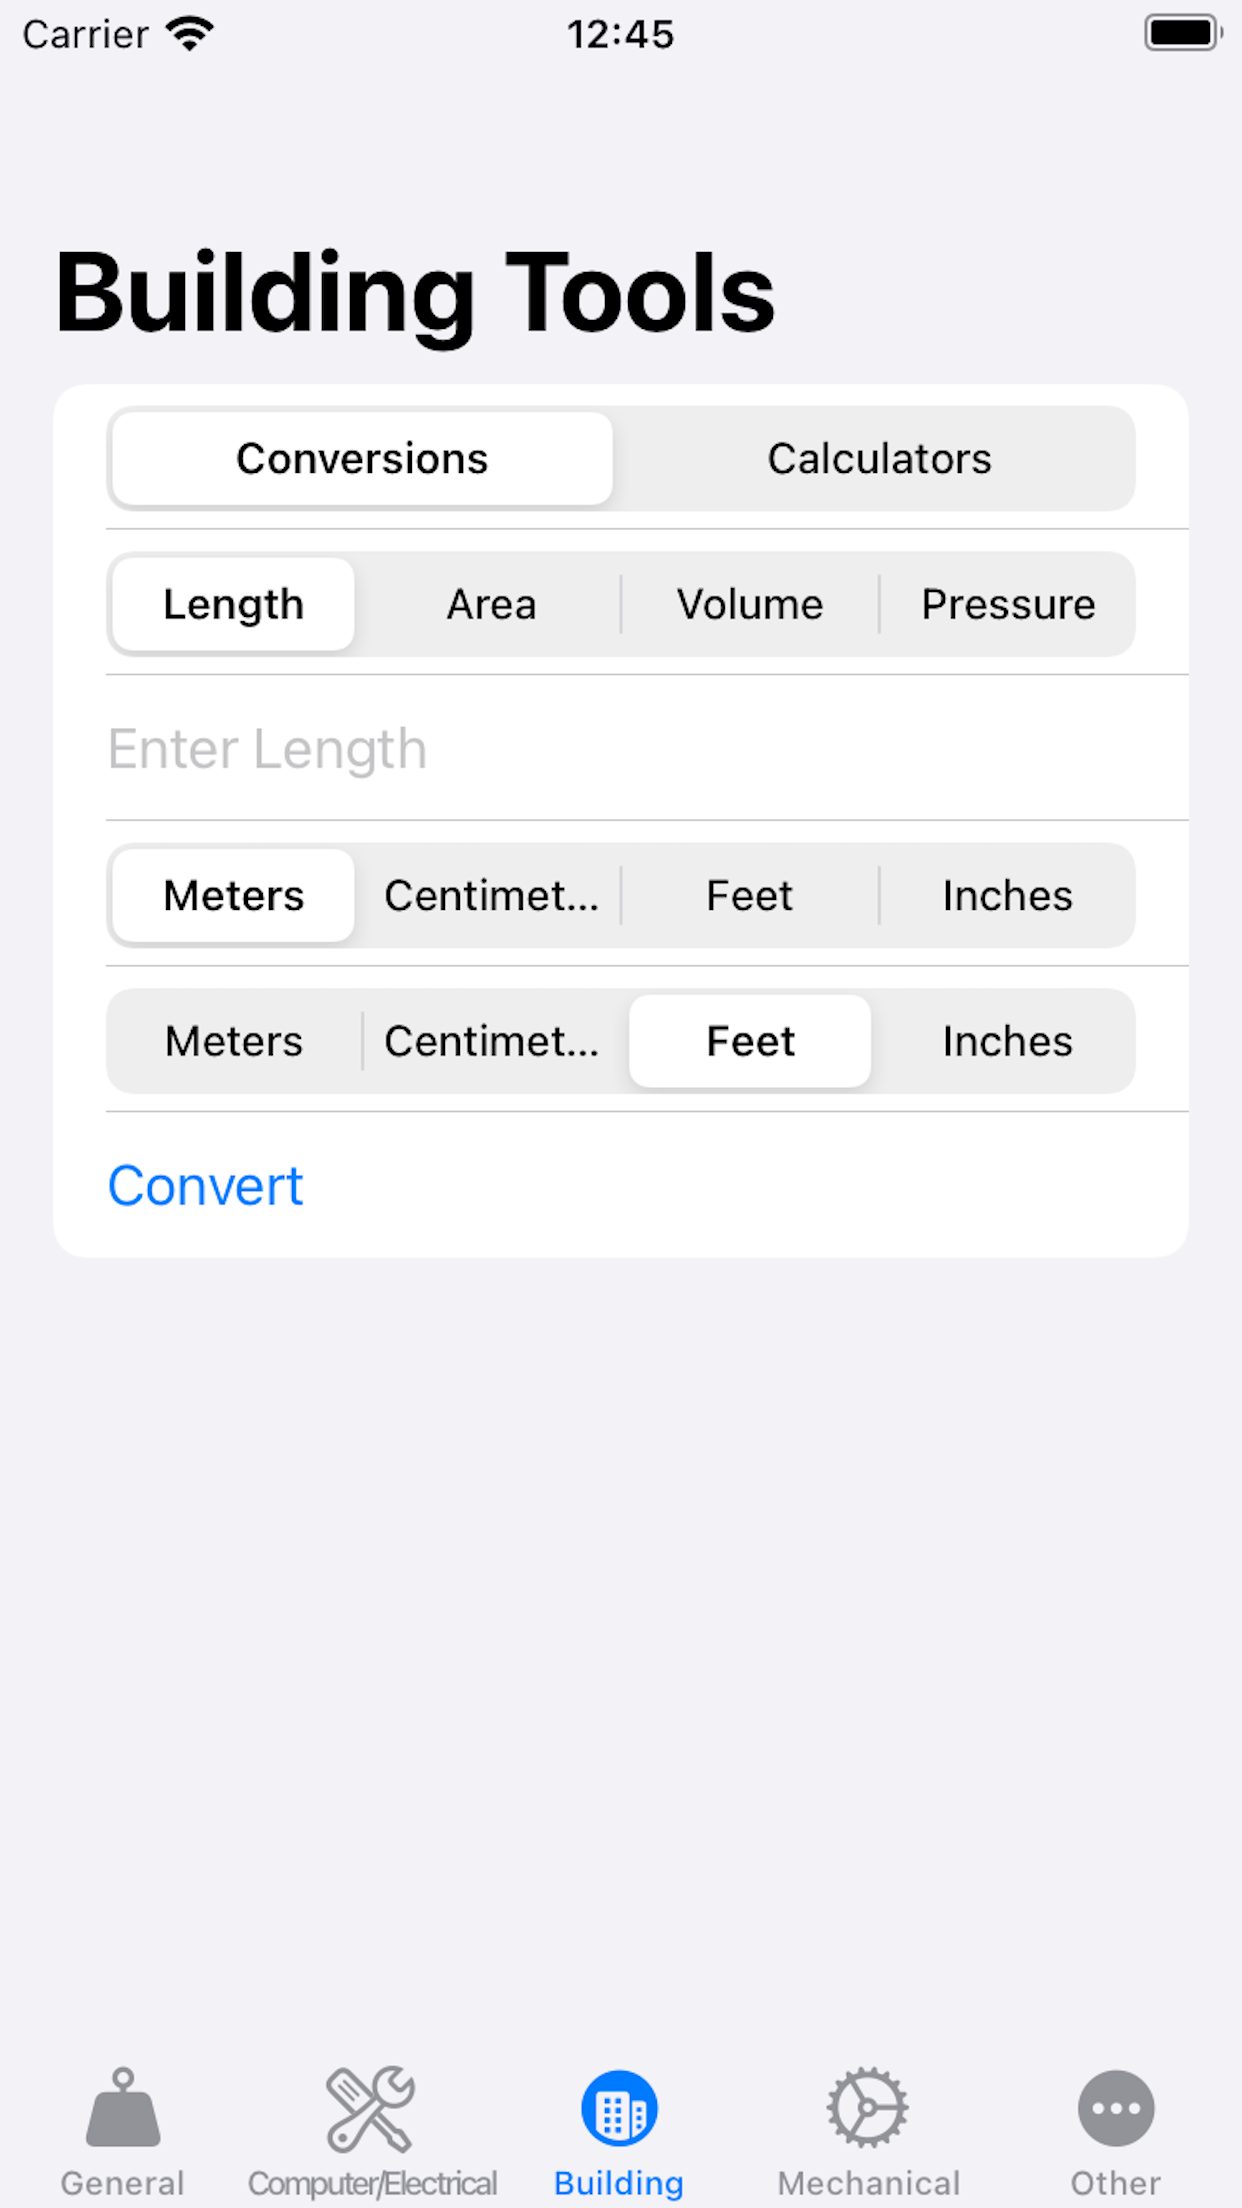 Carrier 12:45
Building Tools
Conversions Calculators
Length Area Volume Pressure
Enter Length
Meters Centimet... Feet Inches
Meters Centimet... Feet Inches
Convert
General Computer/Electrical Building Mechanical Other